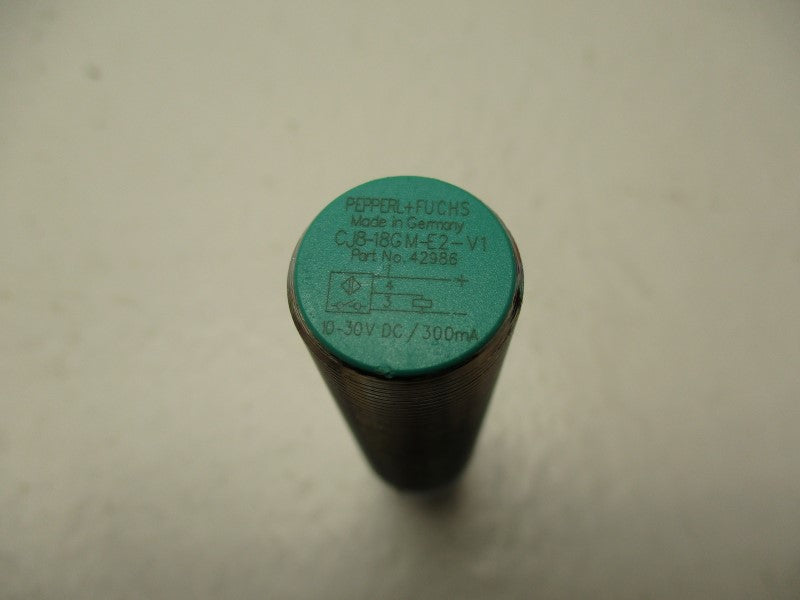 PEPPERL+FUCHS
Made in Germany
CJ8-18GM-E2-V1
Part No. 42986
1 +
4
3 -
10-30V DC / 300mA